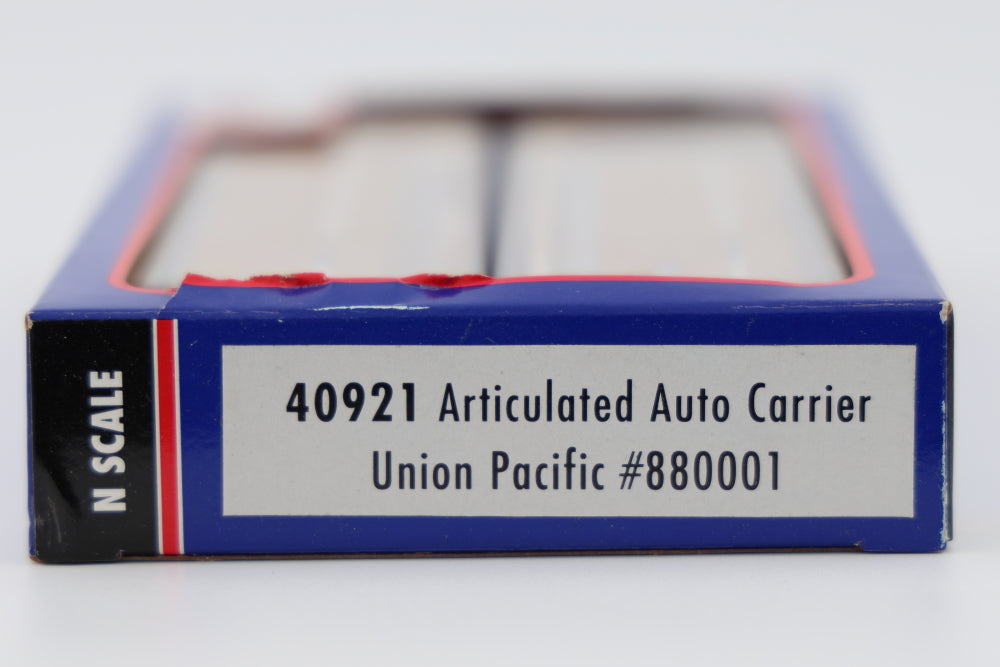 N SCALE
40921 Articulated Auto Carrier
Union Pacific #880001